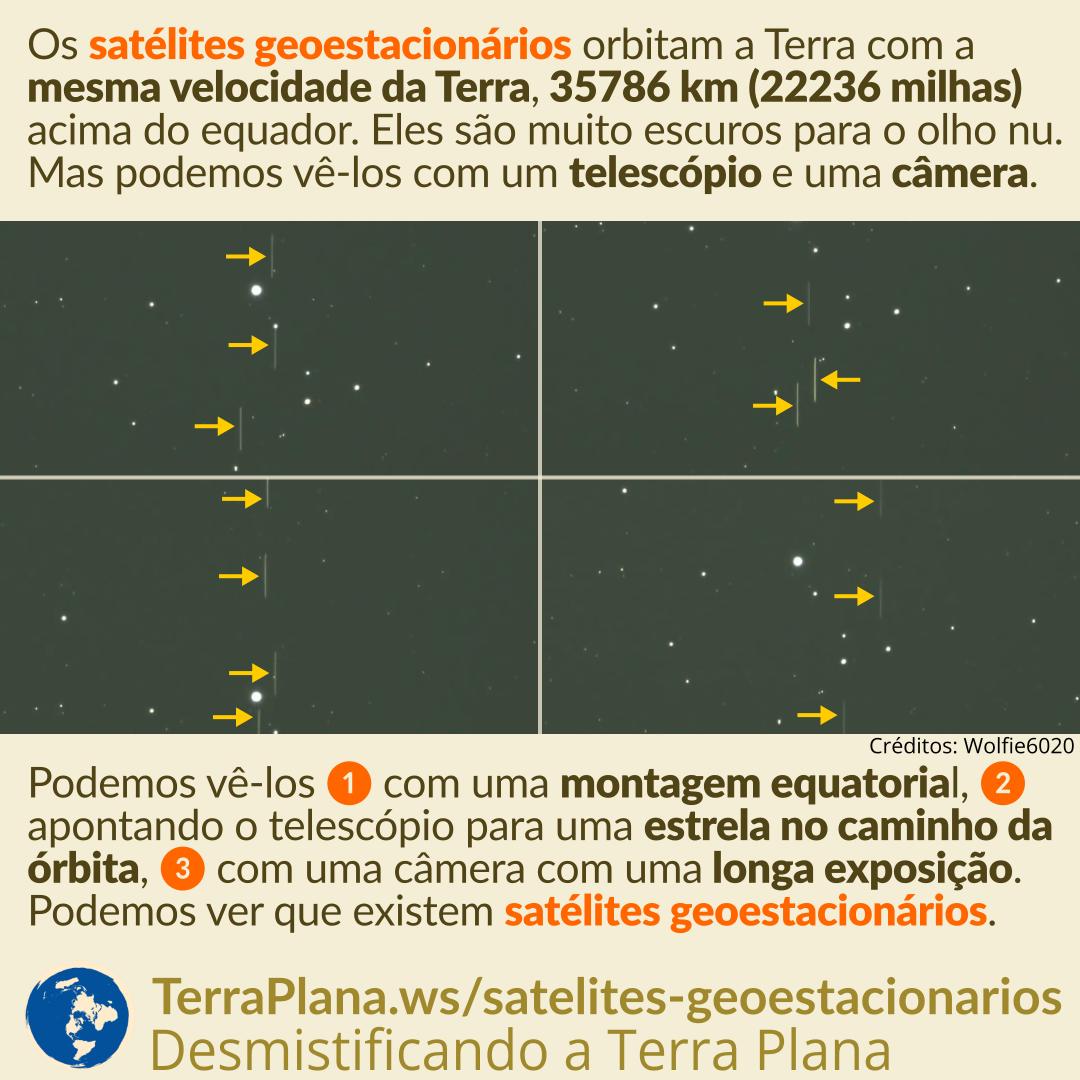 Os satélites geoestacionários orbitam a Terra com a
mesma velocidade da Terra, 35786 km (22236 milhas)
acima do equador. Eles são muito escuros para o olho nu.
Mas podemos vê-los com um telescópio e uma câmera.
Créditos: Wolfie6020
Podemos vê-los 1 com uma montagem equatorial, 2
apontando o telescópio para uma estrela no caminho da
órbita, 3 com uma câmera com uma longa exposição.
Podemos ver que existem satélites geoestacionários.
TerraPlana.ws/satelites-geoestacionarios
Desmistificando a Terra Plana